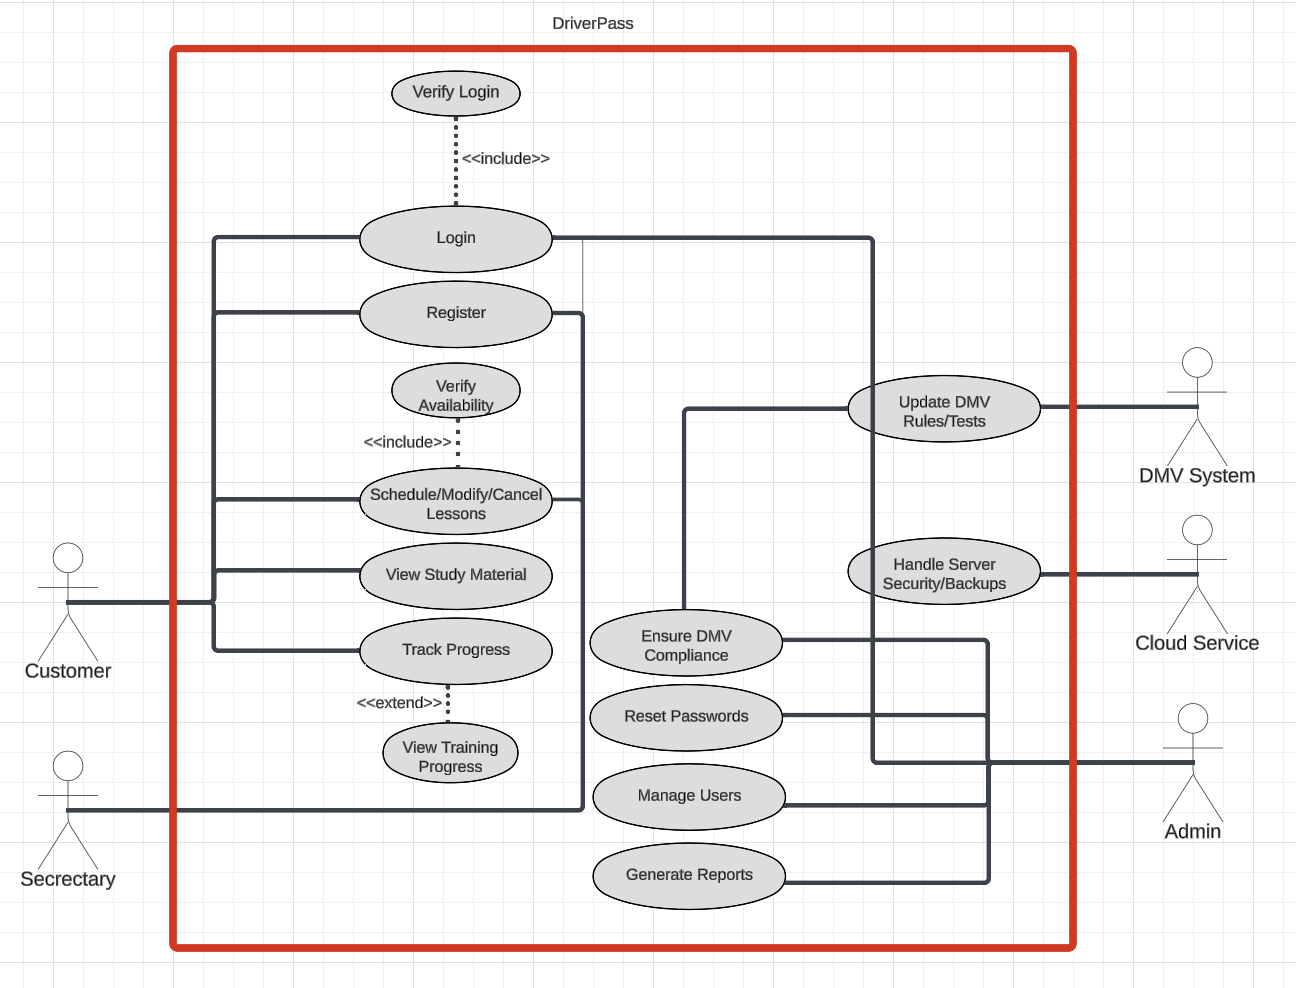 DriverPass
Verify Login
<<include>>
Login
Register
Verify
Availability
<<include>>
Schedule/Modify/Cancel
Lessons
View Study Material
Track Progress
<<extend>>
View Training
Progress
Customer
Secrectary
Update DMV
Rules/Tests
Handle Server
Security/Backups
Ensure DMV
Compliance
Reset Passwords
Manage Users
Generate Reports
DMV System
Cloud Service
Admin